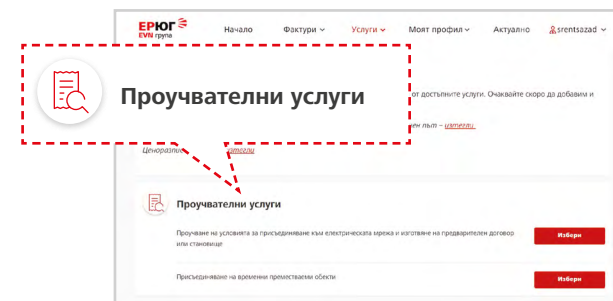 ЕРЮГ
EVN група
Начало Фактури Услуги Моят профил Актуално srentsazad
Проучвателни услуги
от достъпните услуги. Очаквайте скоро да добавим и
ен път – изтегли
Ценоразпис изтегли
Проучвателни услуги
Проучване на условията за присъединяване към електрическата мрежа и изготвяне на предварителен договор
или становище
Избери
Присъединяване на временни преместваеми обекти
Избери